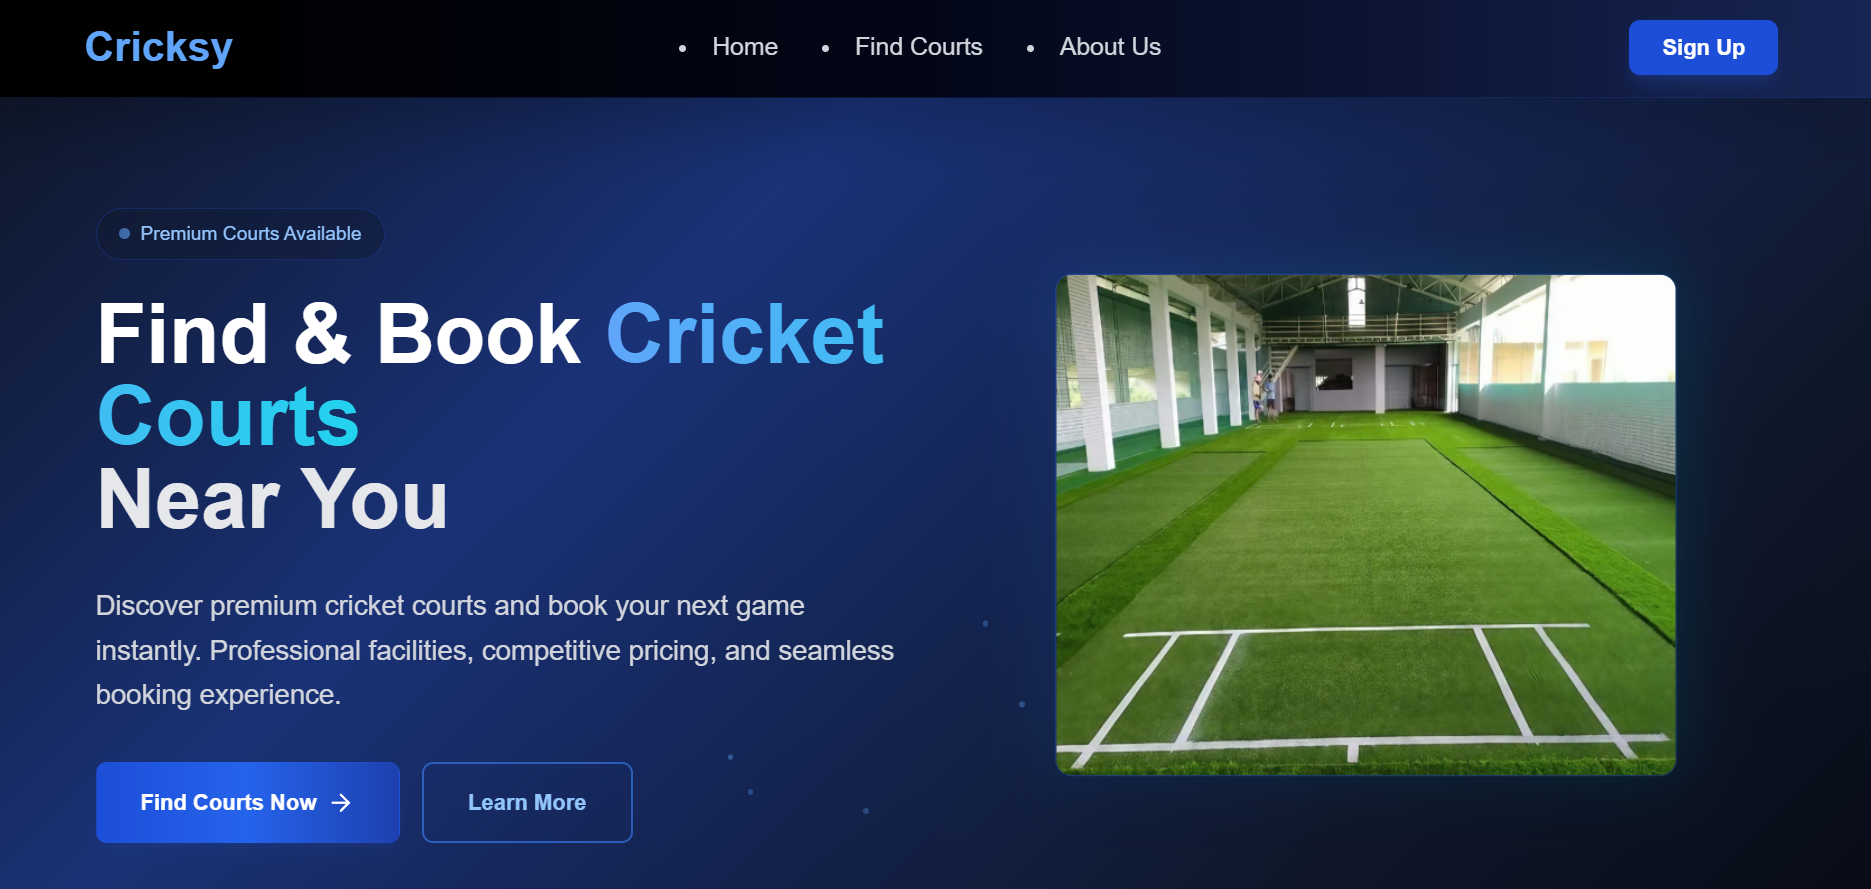 Cricksy
• Home • Find Courts • About Us
Sign Up
Premium Courts Available
Find & Book Cricket
Courts
Near You
Discover premium cricket courts and book your next game
instantly. Professional facilities, competitive pricing, and seamless
booking experience.
Find Courts Now →
Learn More